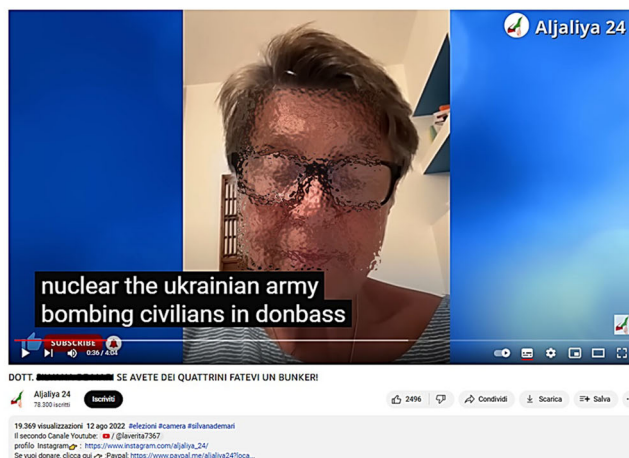 Aljaliya 24
nuclear the ukrainian army
bombing civilians in donbass
SUBSCRIBE
0:36 / 4:04
DOTT. SE AVETE DEI QUATTRINI FATEVI UN BUNKER!
Aljaliya 24
78.300 iscritti
Iscriviti
2496
Condividi
Scarica
Salva
19.369 visualizzazioni 12 ago 2022 #elezioni #camera #silvanademari
Il secondo Canale Youtube: / @laverita7367
profilo Instagram : https://www.instagram.com/aljaliya_24/
Se vuoi donare, clicca qui :Paypal: https://www.paypal.me/aljaliya24?loca...